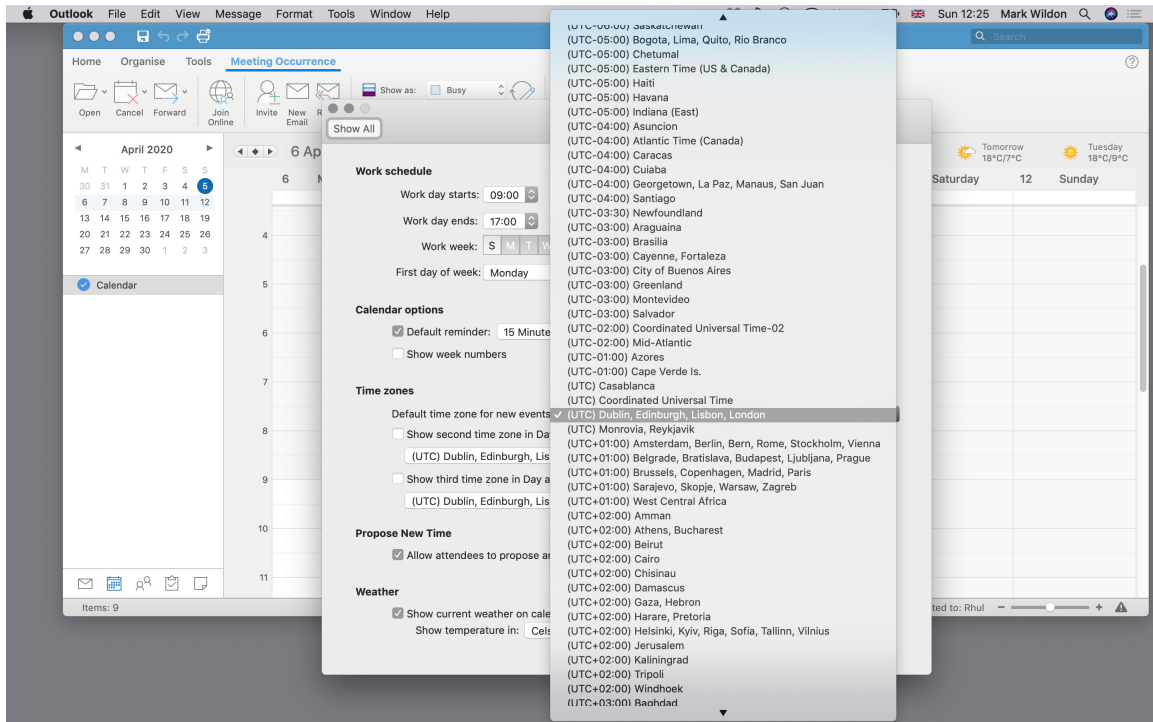 Outlook File Edit View Message Format Tools Window Help Sun 12:25 Mark Wildon
Search
Home Organise Tools Meeting Occurrence
Open Cancel Forward Join Online Invite New Email Show as: Busy
Show All
April 2020
M T W T F S S
30 31 1 2 3 4 5
6 7 8 9 10 11 12
13 14 15 16 17 18 19
20 21 22 23 24 25 26
27 28 29 30 1 2 3
Calendar
Items: 9
6 Ap
6
4
5
6
7
8
9
10
11
Tomorrow
18°C/7°C
Tuesday
18°C/9°C
Saturday 12 Sunday
Work schedule
Work day starts: 09:00
Work day ends: 17:00
Work week: S M T W
First day of week: Monday
Calendar options
Default reminder: 15 Minute
Show week numbers
Time zones
Default time zone for new events
Show second time zone in Da
(UTC) Dublin, Edinburgh, Lis
Show third time zone in Day a
(UTC) Dublin, Edinburgh, Lis
Propose New Time
Allow attendees to propose a
Weather
Show current weather on cale
Show temperature in: Cels
(UTC-06:00) Saskatchewan
(UTC-05:00) Bogota, Lima, Quito, Rio Branco
(UTC-05:00) Chetumal
(UTC-05:00) Eastern Time (US & Canada)
(UTC-05:00) Haiti
(UTC-05:00) Havana
(UTC-05:00) Indiana (East)
(UTC-04:00) Asuncion
(UTC-04:00) Atlantic Time (Canada)
(UTC-04:00) Caracas
(UTC-04:00) Cuiaba
(UTC-04:00) Georgetown, La Paz, Manaus, San Juan
(UTC-04:00) Santiago
(UTC-03:30) Newfoundland
(UTC-03:00) Araguaina
(UTC-03:00) Brasilia
(UTC-03:00) Cayenne, Fortaleza
(UTC-03:00) City of Buenos Aires
(UTC-03:00) Greenland
(UTC-03:00) Montevideo
(UTC-03:00) Salvador
(UTC-02:00) Coordinated Universal Time-02
(UTC-02:00) Mid-Atlantic
(UTC-01:00) Azores
(UTC-01:00) Cape Verde Is.
(UTC) Casablanca
(UTC) Coordinated Universal Time
(UTC) Dublin, Edinburgh, Lisbon, London
(UTC) Monrovia, Reykjavik
(UTC+01:00) Amsterdam, Berlin, Bern, Rome, Stockholm, Vienna
(UTC+01:00) Belgrade, Bratislava, Budapest, Ljubljana, Prague
(UTC+01:00) Brussels, Copenhagen, Madrid, Paris
(UTC+01:00) Sarajevo, Skopje, Warsaw, Zagreb
(UTC+01:00) West Central Africa
(UTC+02:00) Amman
(UTC+02:00) Athens, Bucharest
(UTC+02:00) Beirut
(UTC+02:00) Cairo
(UTC+02:00) Chisinau
(UTC+02:00) Damascus
(UTC+02:00) Gaza, Hebron
(UTC+02:00) Harare, Pretoria
(UTC+02:00) Helsinki, Kyiv, Riga, Sofia, Tallinn, Vilnius
(UTC+02:00) Jerusalem
(UTC+02:00) Kaliningrad
(UTC+02:00) Tripoli
(UTC+02:00) Windhoek
(UTC+03:00) Baghdad
ted to: Rhul